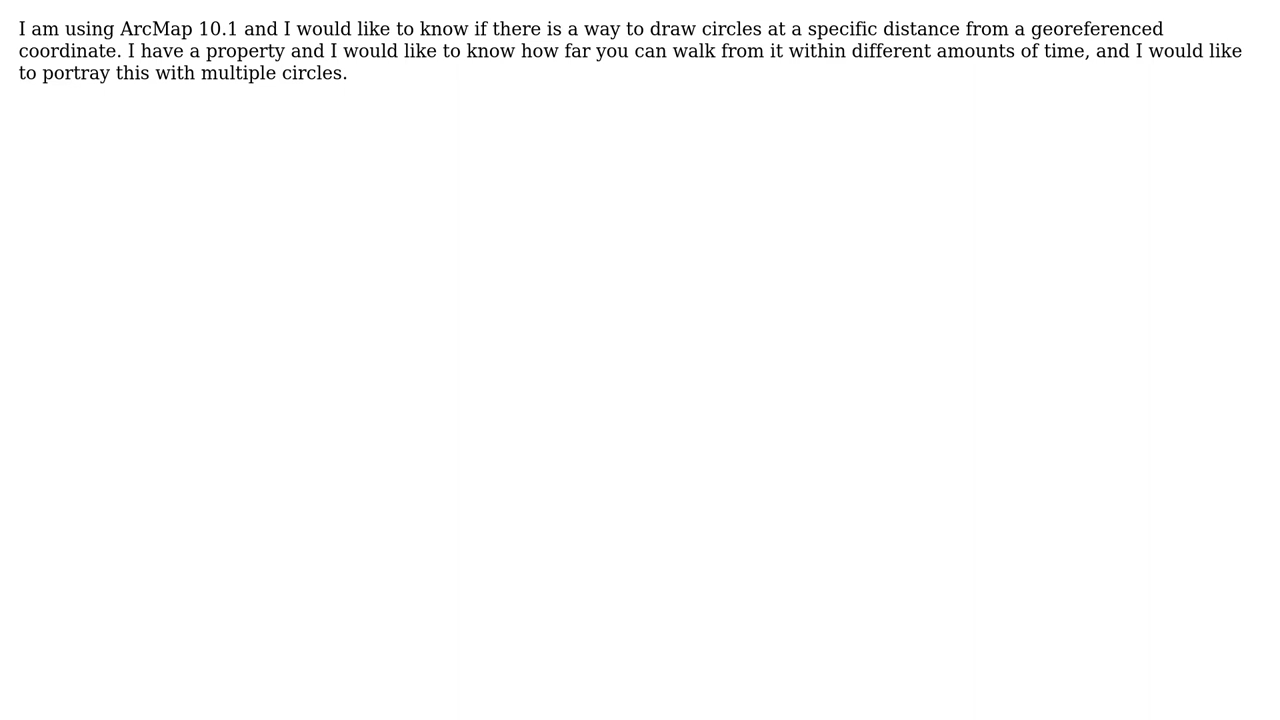 I am using ArcMap 10.1 and I would like to know if there is a way to draw circles at a specific distance from a georeferenced
coordinate. I have a property and I would like to know how far you can walk from it within different amounts of time, and I would like
to portray this with multiple circles.